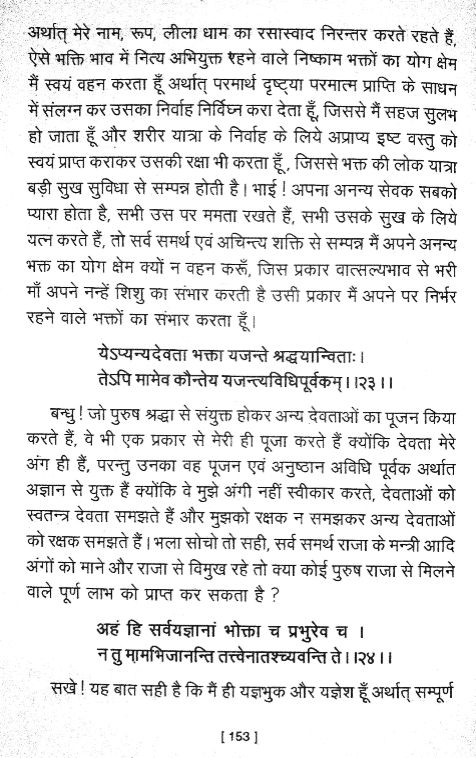 अर्थात् मेरे नाम, रूप, लीला धाम का रसास्वाद निरन्तर करते रहते हैं,
ऐसे भक्ति भाव में नित्य अभियुक्त रहने वाले निष्काम भक्तों का योग क्षेम
मैं स्वयं वहन करता हूँ अर्थात् परमार्थ दृष्ट्या परमात्म प्राप्ति के साधन
में संलग्न कर उसका निर्वाह निर्विघ्न करा देता हूँ, जिससे मैं सहज सुलभ
हो जाता हूँ और शरीर यात्रा के निर्वाह के लिये अप्राप्य इष्ट वस्तु को
स्वयं प्राप्त कराकर उसकी रक्षा भी करता हूँ, जिससे भक्त की लोक यात्रा
बड़ी सुख सुविधा से सम्पन्न होती है। भाई! अपना अनन्य सेवक सबको
प्यारा होता है, सभी उस पर ममता रखते हैं, सभी उसके सुख के लिये
यत्न करते हैं, तो सर्व समर्थ एवं अचिन्त्य शक्ति से सम्पन्न मैं अपने अनन्य
भक्त का योग क्षेम क्यों न वहन करूँ, जिस प्रकार वात्सल्यभाव से भरी
माँ अपने नन्हें शिशु का संभार करती है उसी प्रकार मैं अपने पर निर्भर
रहने वाले भक्तों का संभार करता हूँ।
येऽप्यन्यदेवता भक्ता यजन्ते श्रद्धयान्विताः।
तेऽपि मामेव कौन्तेय यजन्त्यविधिपूर्वकम्।।२३।।
बन्धु! जो पुरुष श्रद्धा से संयुक्त होकर अन्य देवताओं का पूजन किया
करते हैं, वे भी एक प्रकार से मेरी ही पूजा करते हैं क्योंकि देवता मेरे
अंग ही हैं, परन्तु उनका वह पूजन एवं अनुष्ठान अविधि पूर्वक अर्थात
अज्ञान से युक्त हैं क्योंकि वे मुझे अंगी नहीं स्वीकार करते, देवताओं को
स्वतन्त्र देवता समझते हैं और मुझको रक्षक न समझकर अन्य देवताओं
को रक्षक समझते हैं। भला सोचो तो सही, सर्व समर्थ राजा के मन्त्री आदि
अंगों को माने और राजा से विमुख रहे तो क्या कोई पुरुष राजा से मिलने
वाले पूर्ण लाभ को प्राप्त कर सकता है?
अहं हि सर्वयज्ञानां भोक्ता च प्रभुरेव च ।
न तु मामभिजानन्ति तत्त्वेनातश्च्यवन्ति ते।।२४।।
सखे! यह बात सही है कि मैं ही यज्ञभुक और यज्ञेश हूँ अर्थात् सम्पूर्ण
[ 153 ]